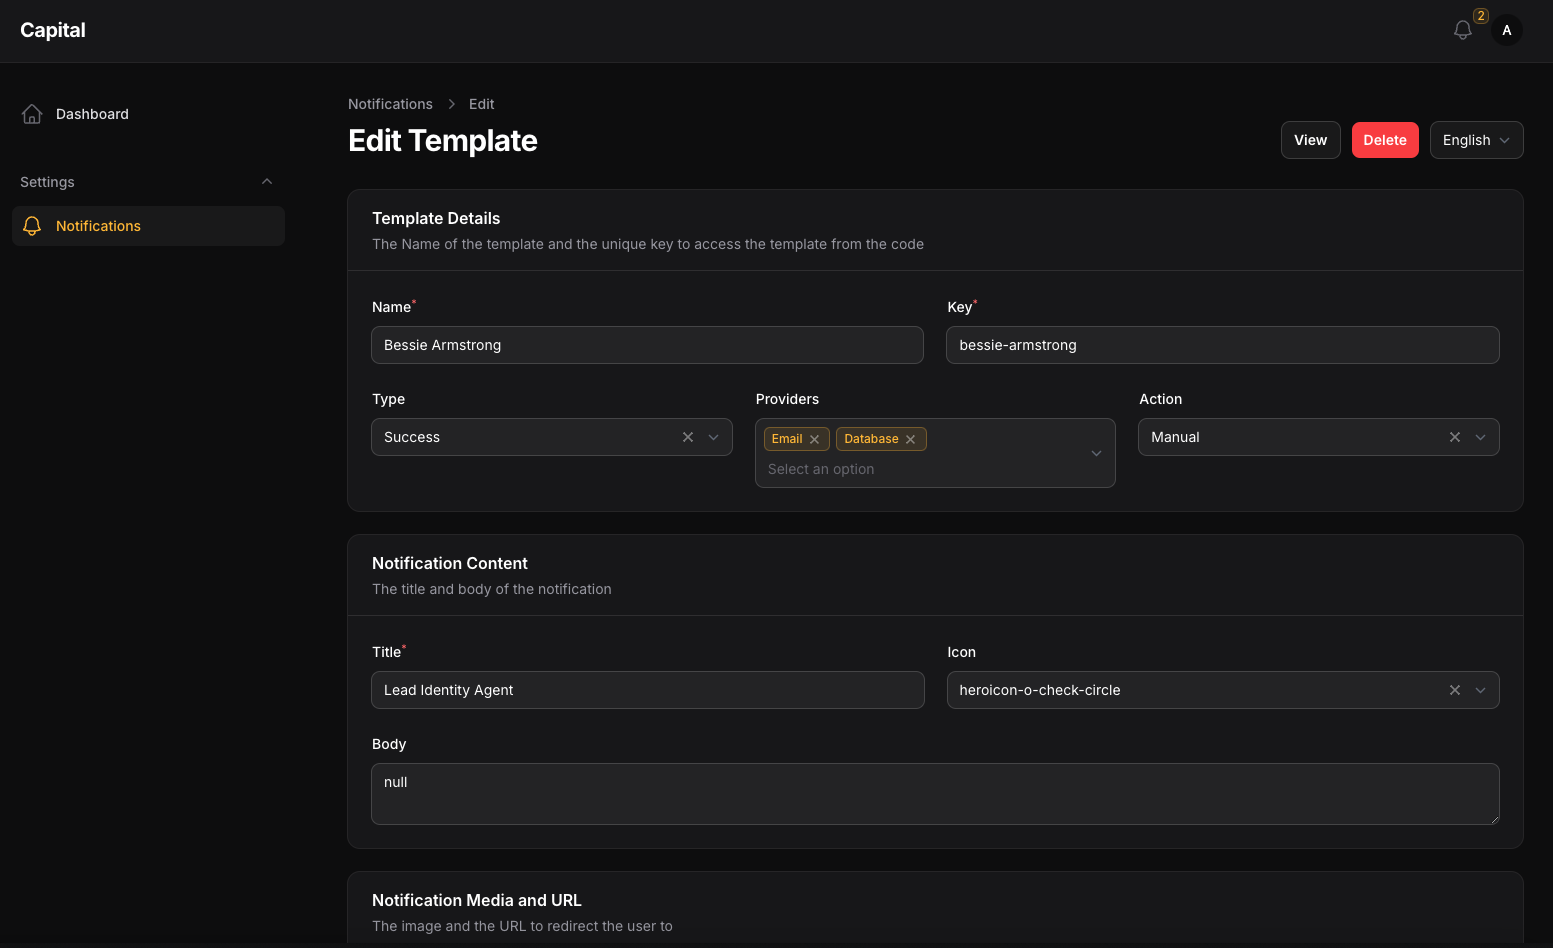 Capital
2
A
Dashboard
Settings
Notifications
Notifications > Edit
Edit Template
View
Delete
English
Template Details
The Name of the template and the unique key to access the template from the code
Name*
Key*
Bessie Armstrong
bessie-armstrong
Type
Providers
Action
Success
Email
Database
Select an option
Manual
Notification Content
The title and body of the notification
Title*
Icon
Lead Identity Agent
heroicon-o-check-circle
Body
null
Notification Media and URL
The image and the URL to redirect the user to